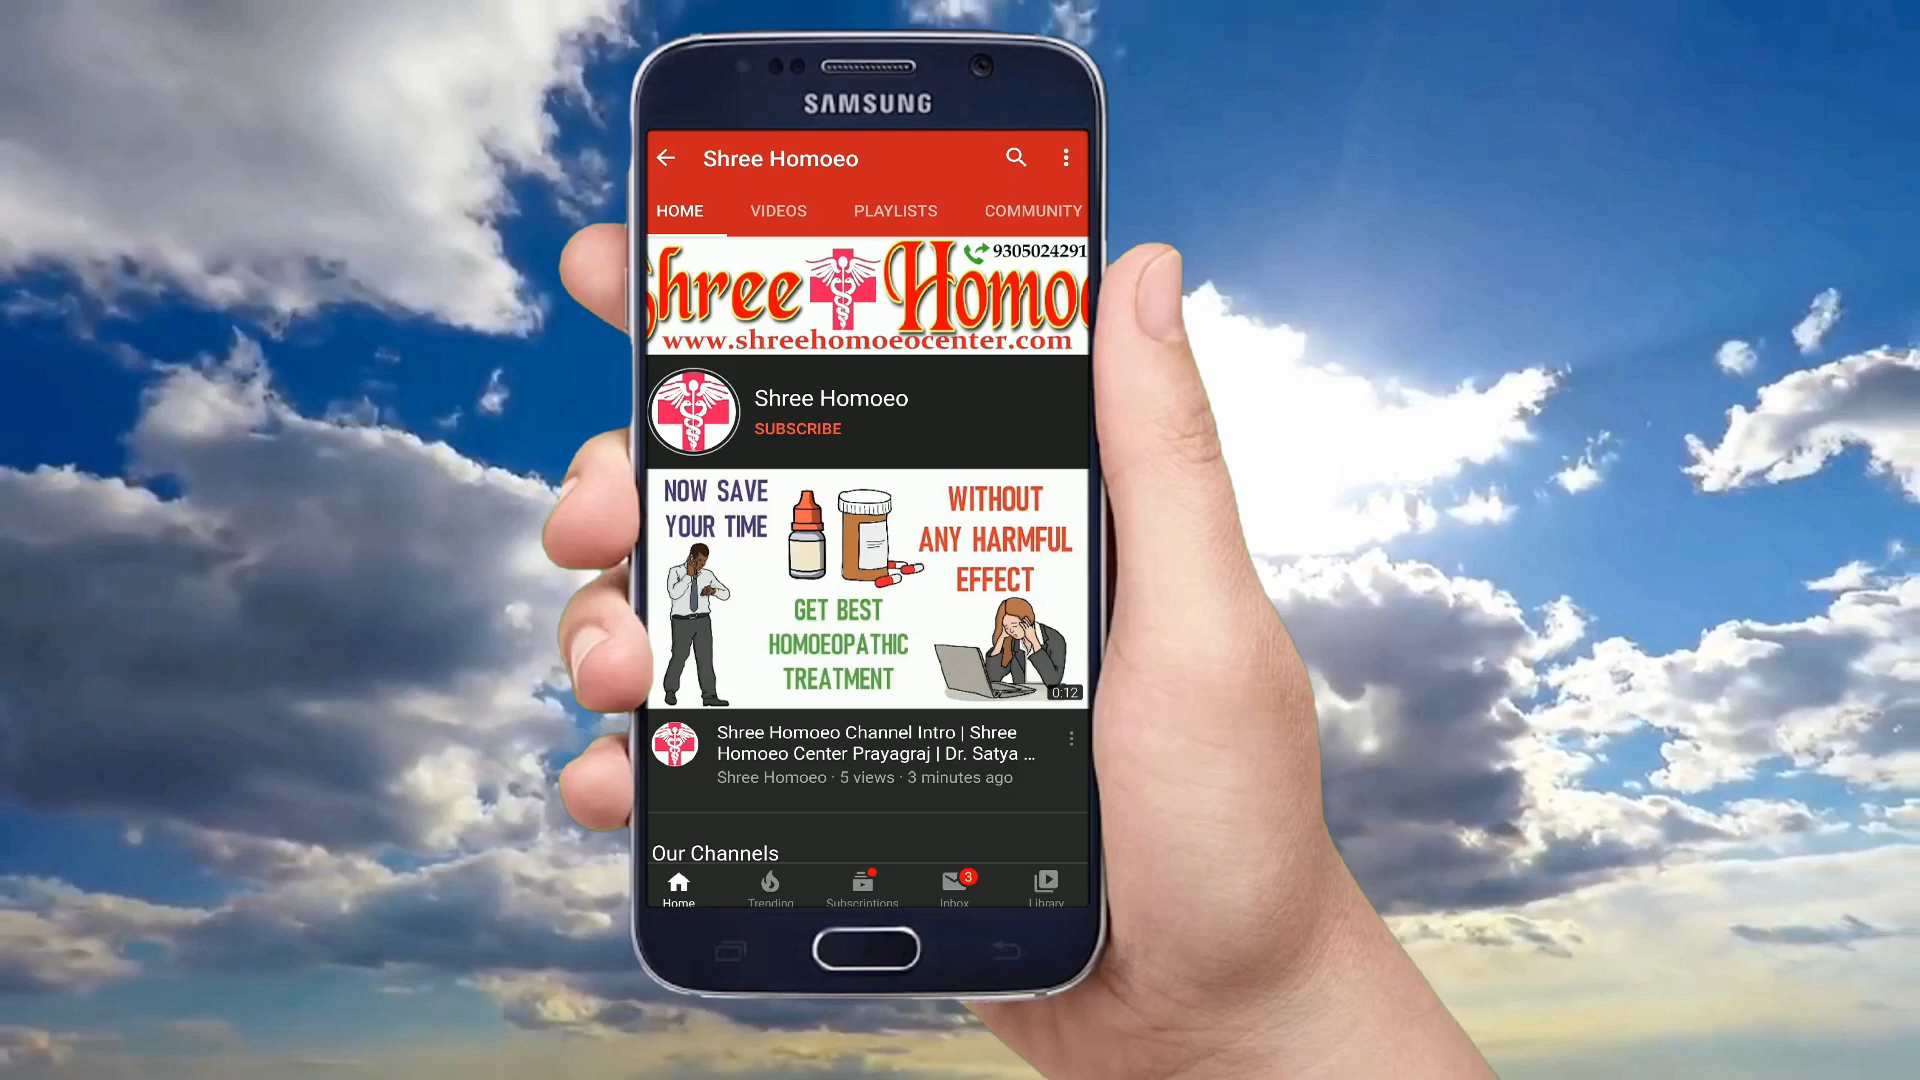 SAMSUNG
Shree Homoeo
HOME VIDEOS PLAYLISTS COMMUNITY
9305024291
Shree Homoe
www.shreehomoeocenter.com
Shree Homoeo
SUBSCRIBE
NOW SAVE
YOUR TIME
WITHOUT
ANY HARMFUL
EFFECT
GET BEST
HOMOEOPATHIC
TREATMENT
0:12
Shree Homoeo Channel Intro | Shree
Homoeo Center Prayagraj | Dr. Satya ...
Shree Homoeo · 5 views · 3 minutes ago
Our Channels
3
Home Trending Subscriptions Inbox Library